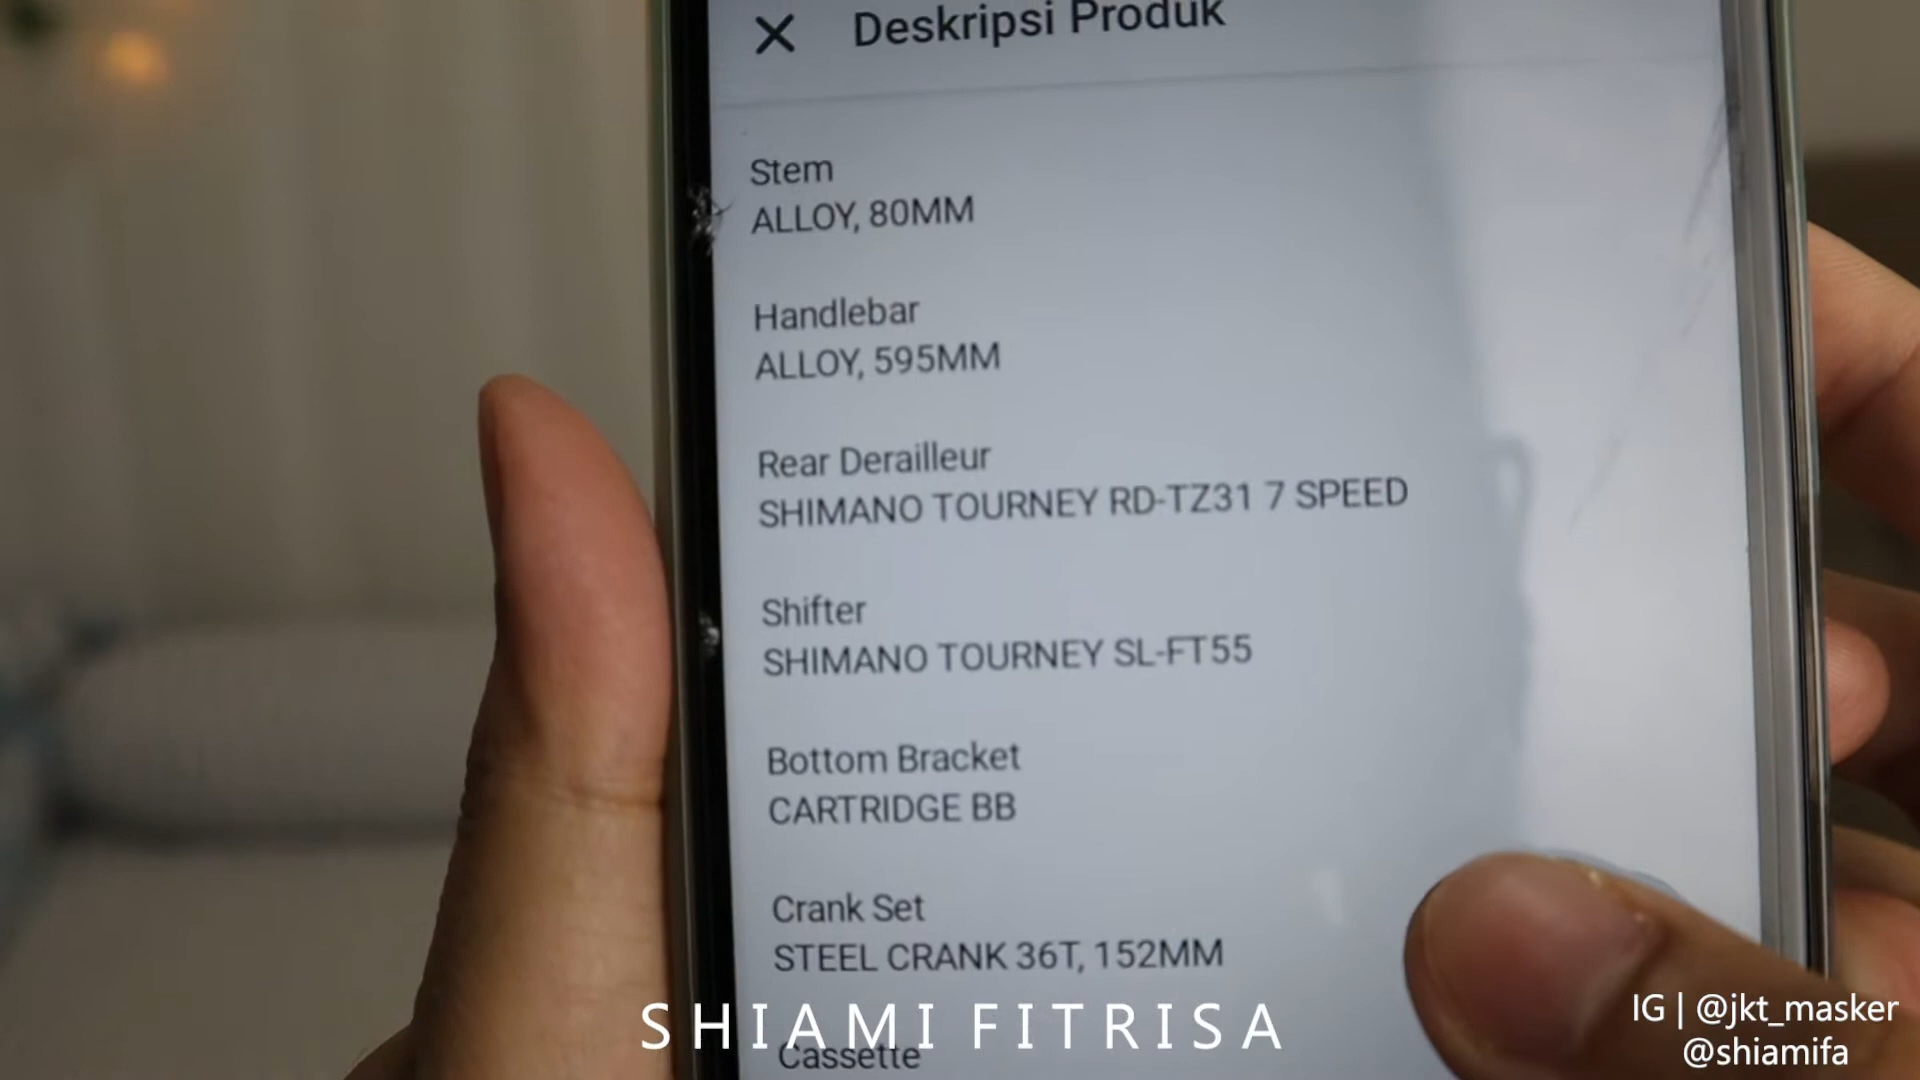 Deskripsi Produk
Stem
ALLOY, 80MM
Handlebar
ALLOY, 595MM
Rear Derailleur
SHIMANO TOURNEY RD-TZ31 7 SPEED
Shifter
SHIMANO TOURNEY SL-FT55
Bottom Bracket
CARTRIDGE BB
Crank Set
STEEL CRANK 36T, 152MM
Cassette
SHIAMI FITRISA
IG | @jkt_masker
@shiamifa